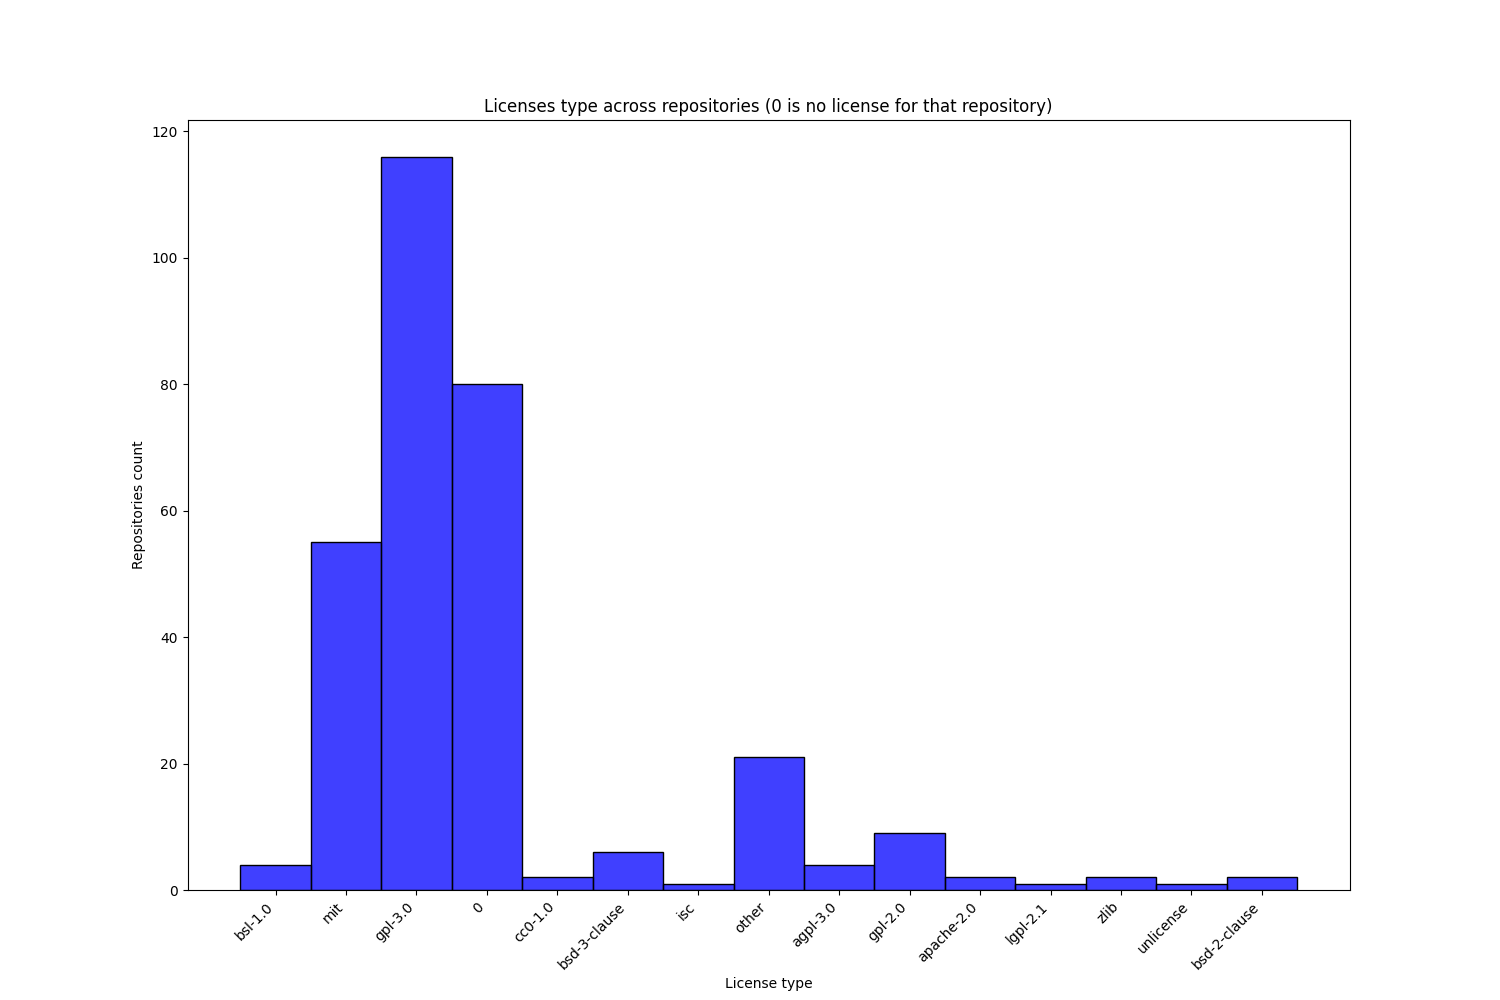 Licenses type across repositories (0 is no license for that repository)
120
100
80
60
40
20
0
Repositories count
bsl-1.0
mit
gpl-3.0
0
cc0-1.0
bsd-3-clause
isc
other
agpl-3.0
gpl-2.0
apache-2.0
lgpl-2.1
zlib
unlicense
bsd-2-clause
License type